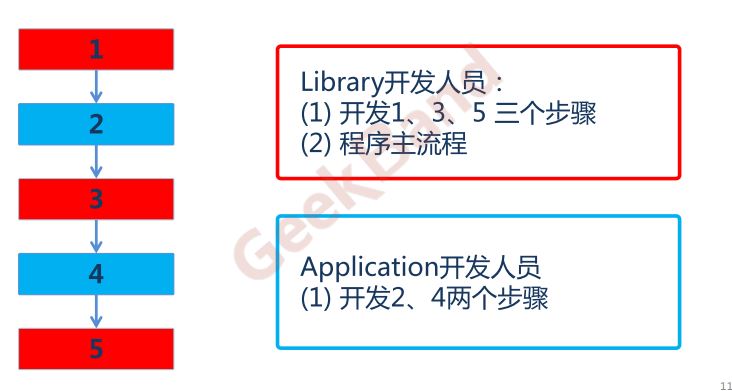 1
2
3
4
5
Library开发人员：
(1) 开发1、3、5 三个步骤
(2) 程序主流程
Application开发人员
(1) 开发2、4两个步骤
GeekBand
11